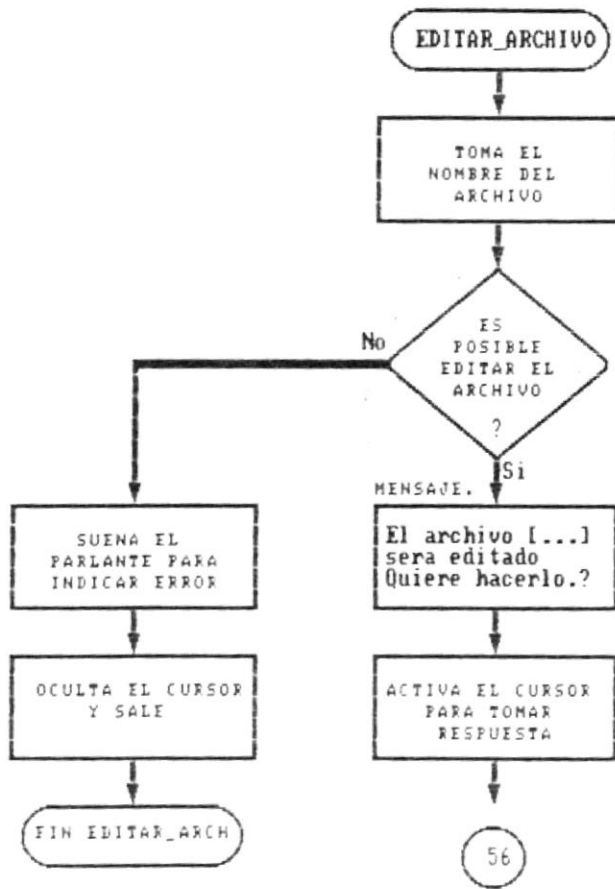 EDITAR_ARCHIVO
TOMA EL
NOMBRE DEL
ARCHIVO
ES
POSIBLE
EDITAR EL
ARCHIVO
?
No
Si
MENSAJE.
El archivo [...]
sera editado
Quiere hacerlo.?
SUENA EL
PARLANTE PARA
INDICAR ERROR
OCULTA EL CURSOR
Y SALE
ACTIVA EL CURSOR
PARA TOMAR
RESPUESTA
FIN EDITAR_ARCH
56